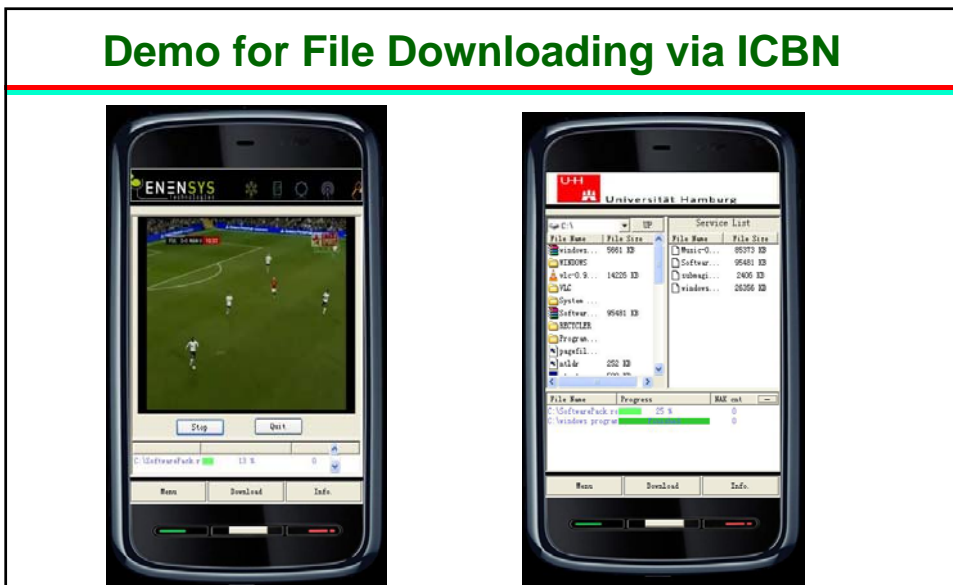 Demo for File Downloading via ICBN
ENENSYS
Technologies
Stop
Quit
C:\SoftwarePack.r
13 %
0
Menu
Download
Info.
UHH
Universität Hamburg
C:\
UP
Service List
File Name
File Size
File Name
File Size
windows...
5661 KB
WINDOWS
vlc-0.9...
14225 KB
VLC
System ...
Softwar...
95481 KB
RECYCLER
Program...
pagefil...
ntldr
252 KB
Music-0...
85373 KB
Softwar...
95481 KB
submagi...
2406 KB
windows...
26356 KB
File Name
Progress
NAK cnt
C:\SoftwarePack.r
25 %
0
C:\windows progra
0
Menu
Download
Info.